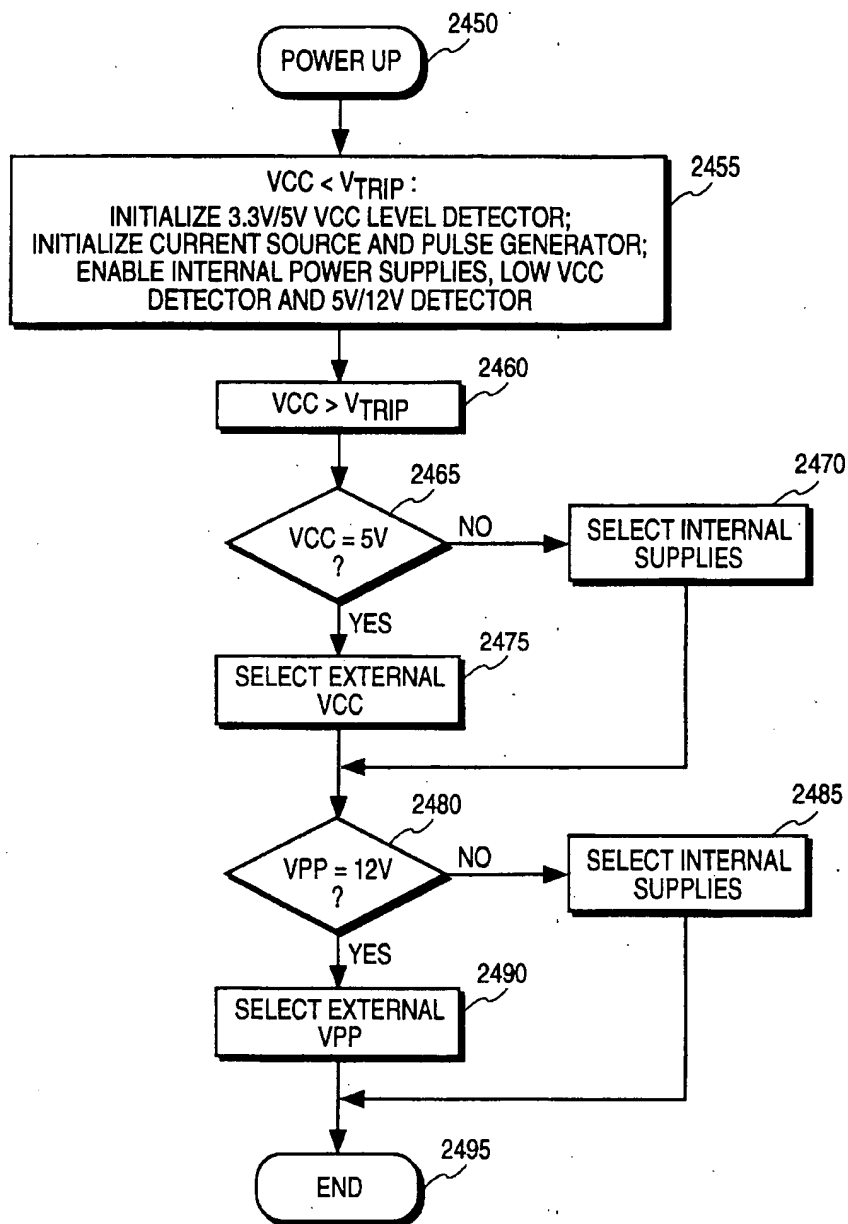 2450
POWER UP
2455
VCC < VTRIP :
INITIALIZE 3.3V/5V VCC LEVEL DETECTOR;
INITIALIZE CURRENT SOURCE AND PULSE GENERATOR;
ENABLE INTERNAL POWER SUPPLIES, LOW VCC
DETECTOR AND 5V/12V DETECTOR
2460
VCC > VTRIP
2465
VCC = 5V
?
NO
2470
SELECT INTERNAL
SUPPLIES
YES
2475
SELECT EXTERNAL
VCC
2480
VPP = 12V
?
NO
2485
SELECT INTERNAL
SUPPLIES
YES
2490
SELECT EXTERNAL
VPP
2495
END